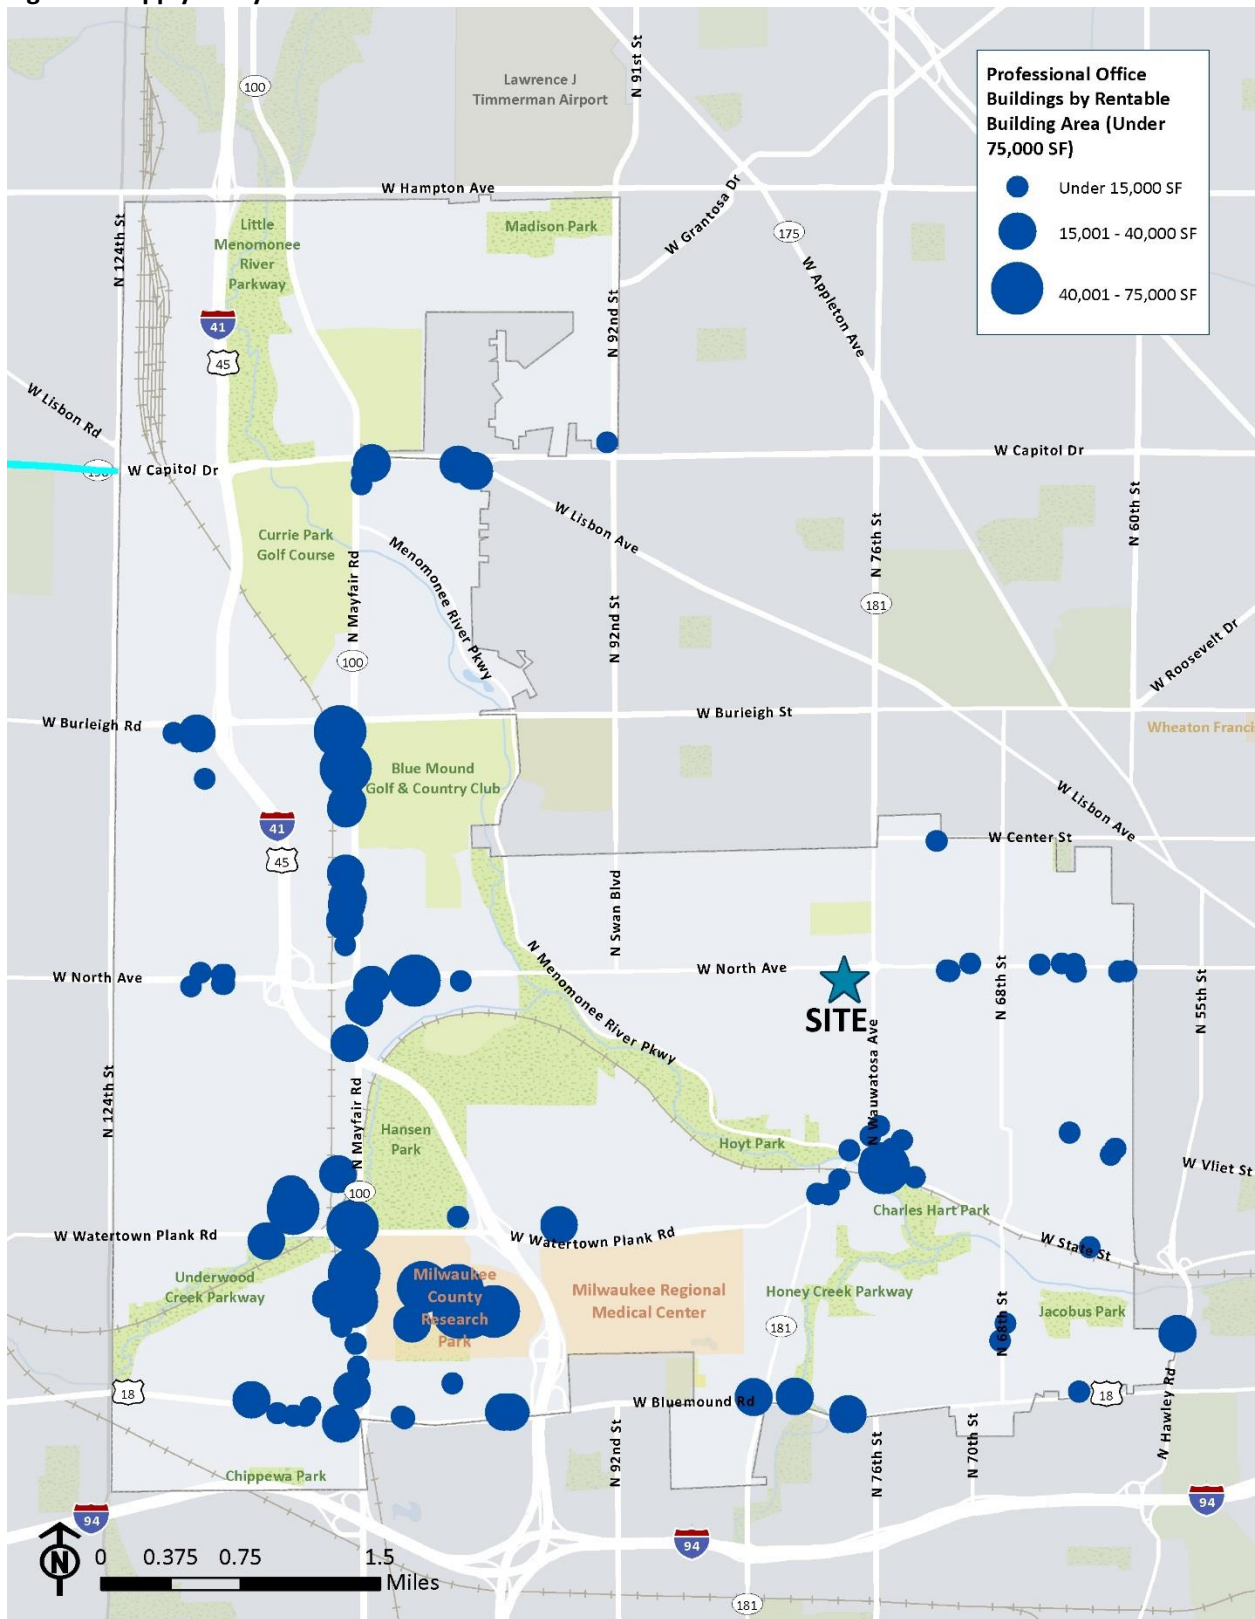 100
Lawrence J
Timmerman Airport
N 91st St
Professional Office
Buildings by Rentable
Building Area (Under
75,000 SF)
Under 15,000 SF
15,001 - 40,000 SF
40,001 - 75,000 SF
W Hampton Ave
N 124th St
Little
Menomonee
River
Parkway
Madison Park
W Grantosa Dr
175
W Appleton Ave
41
45
N 92nd St
W Lisbon Rd
W Capitol Dr
W Capitol Dr
W Lisbon Ave
N 60th St
Currie Park
Golf Course
N Mayfair Rd
Menomonee River Pkwy
N 76th St
181
N 92nd St
100
W Roosevelt Dr
W Burleigh Rd
W Burleigh St
Wheaton Franci
Blue Mound
Golf & Country Club
W Lisbon Ave
41
45
W Center St
N Swan Blvd
W North Ave
W North Ave
N Menomonee River Pkwy
SITE
N 68th St
N 55th St
N Wauwatosa Ave
N 124th St
N Mayfair Rd
Hansen
Park
Hoyt Park
W Vliet St
100
Charles Hart Park
W Watertown Plank Rd
W Watertown Plank Rd
W State St
Underwood
Creek Parkway
Milwaukee
County
Research
Park
Milwaukee Regional
Medical Center
Honey Creek Parkway
Jacobus Park
N 68th St
181
18
W Bluemound Rd
18
N Hawley Rd
N 92nd St
N 76th St
N 70th St
Chippewa Park
94
94
94
N
0 0.375 0.75 1.5
Miles
181